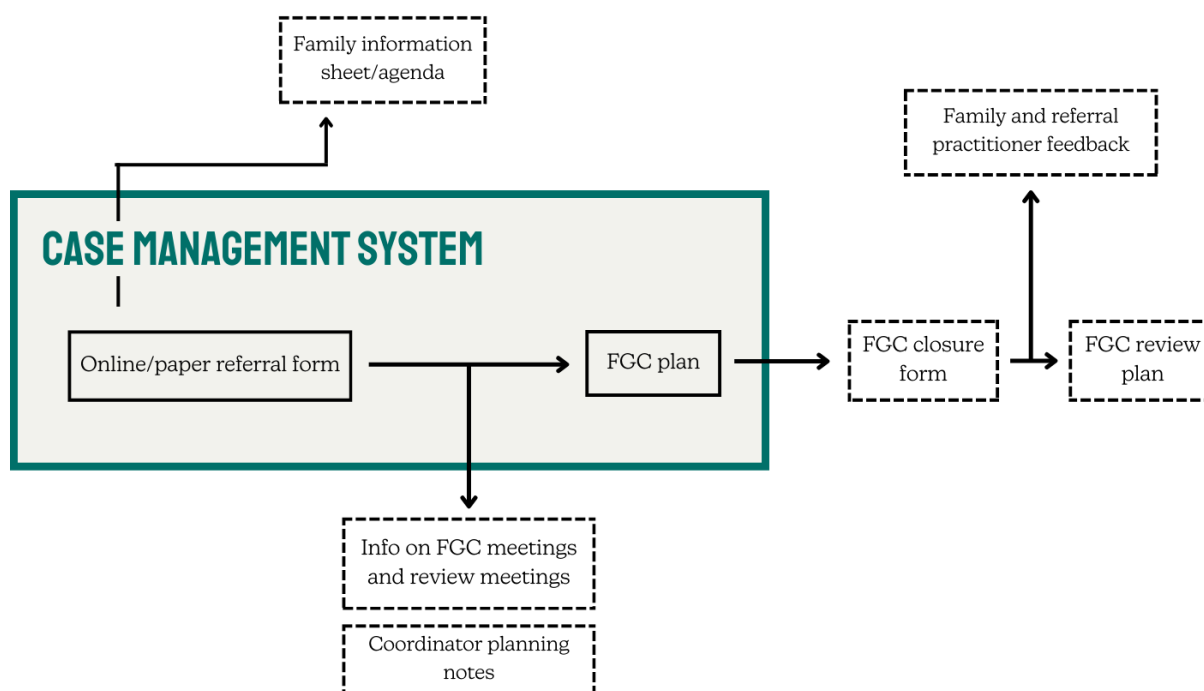 Family information
sheet/agenda
Family and referral
practitioner feedback
CASE MANAGEMENT SYSTEM
Online/paper referral form
FGC plan
FGC closure
form
FGC review
plan
Info on FGC meetings
and review meetings
Coordinator planning
notes